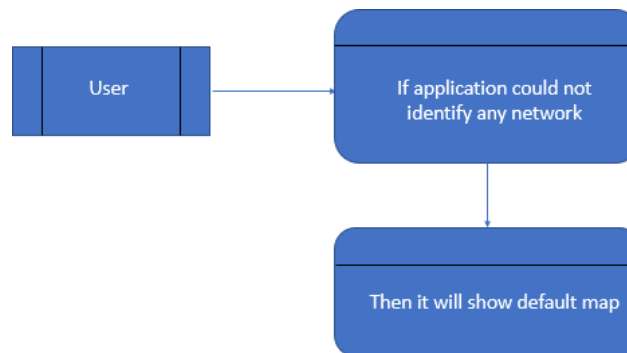 User
If application could not
identify any network
Then it will show default map